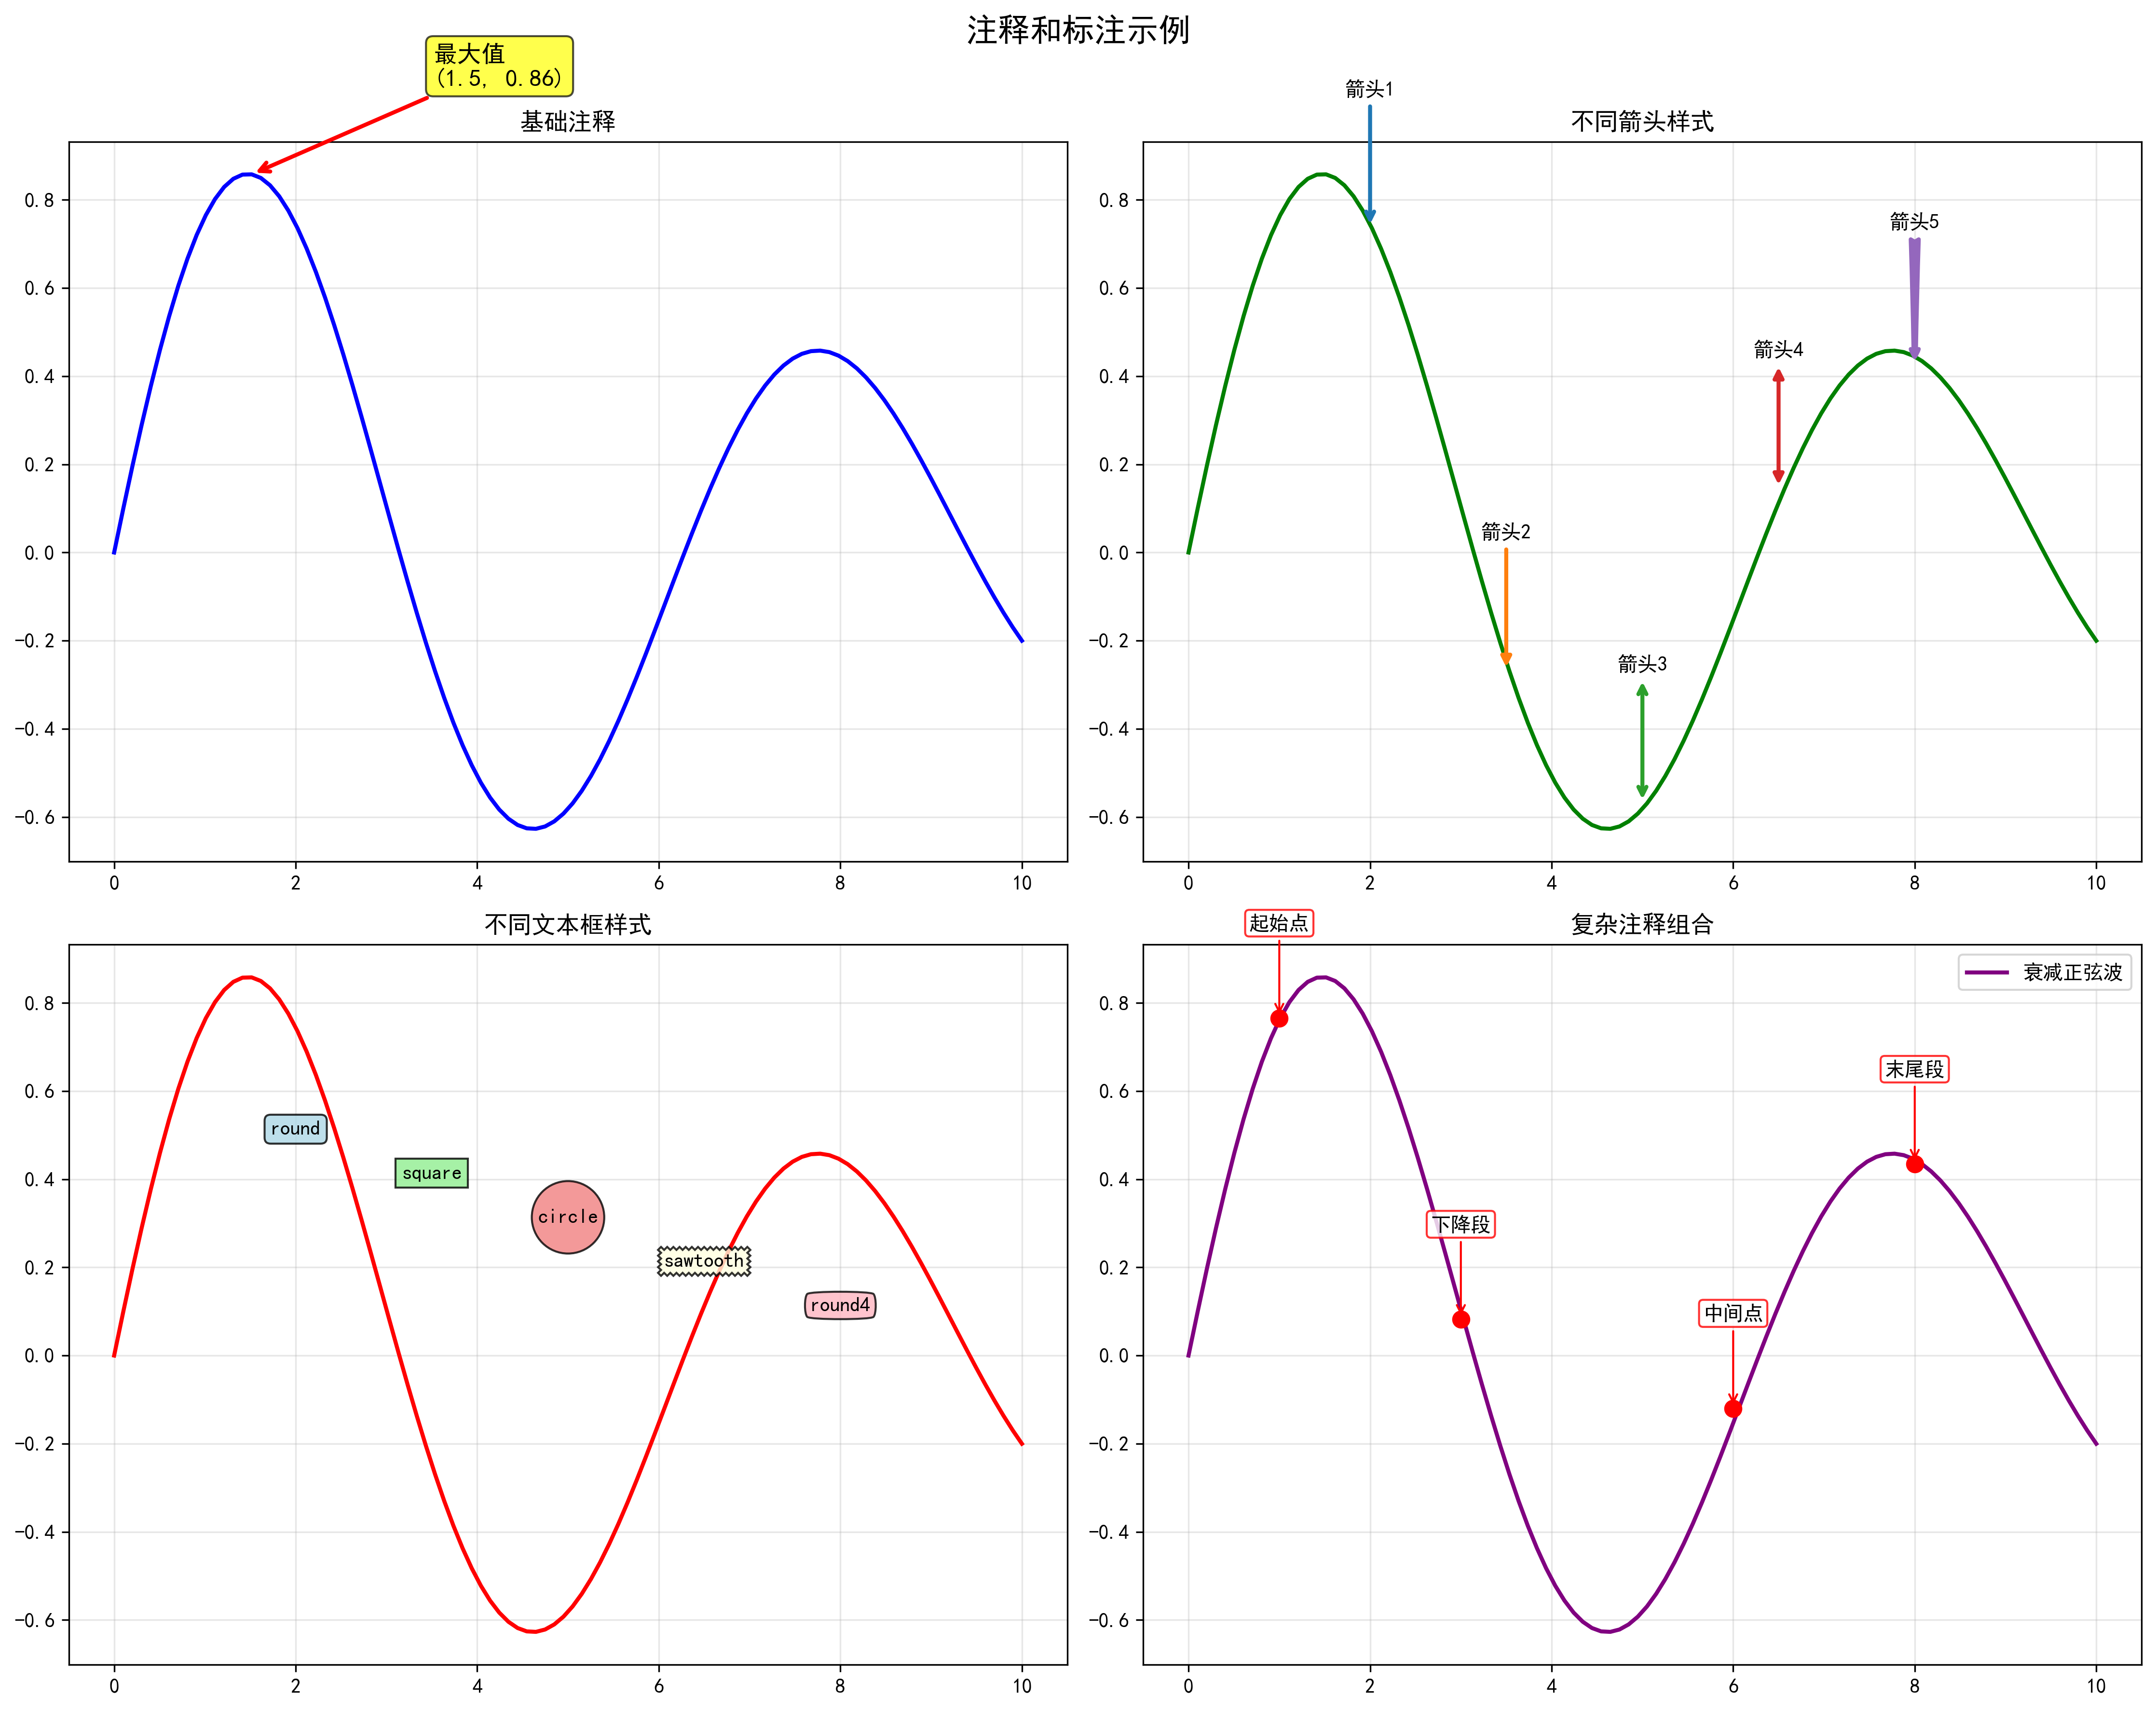 注释和标注示例
最大值
(1.5, 0.86)
基础注释
0.8
0.6
0.4
0.2
0.0
−0.2
−0.4
−0.6
0 2 4 6 8 10
箭头1
不同箭头样式
箭头5
箭头4
箭头2
箭头3
0.8
0.6
0.4
0.2
0.0
−0.2
−0.4
−0.6
0 2 4 6 8 10
不同文本框样式
round
square
circle
sawtooth
round4
0.8
0.6
0.4
0.2
0.0
−0.2
−0.4
−0.6
0 2 4 6 8 10
起始点
复杂注释组合
衰减正弦波
末尾段
下降段
中间点
0.8
0.6
0.4
0.2
0.0
−0.2
−0.4
−0.6
0 2 4 6 8 10